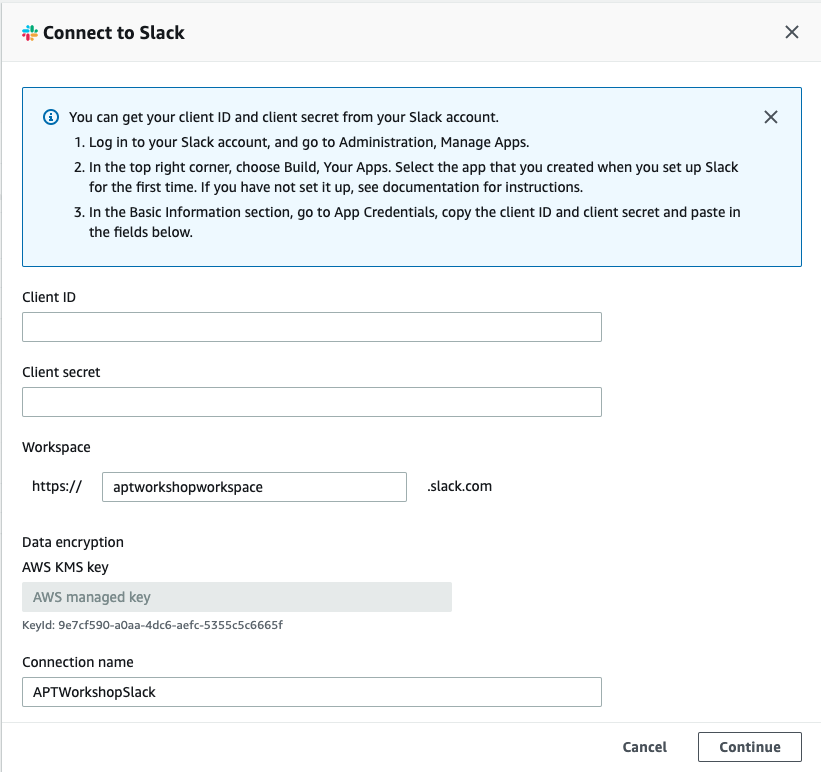 Connect to Slack
You can get your client ID and client secret from your Slack account.
1. Log in to your Slack account, and go to Administration, Manage Apps.
2. In the top right corner, choose Build, Your Apps. Select the app that you created when you set up Slack
for the first time. If you have not set it up, see documentation for instructions.
3. In the Basic Information section, go to App Credentials, copy the client ID and client secret and paste in
the fields below.
Client ID
Client secret
Workspace
https:// aptworkshopworkspace .slack.com
Data encryption
AWS KMS key
AWS managed key
KeyId: 9e7cf590-a0aa-4dc6-aefc-5355c5c6665f
Connection name
APTWorkshopSlack
Cancel Continue